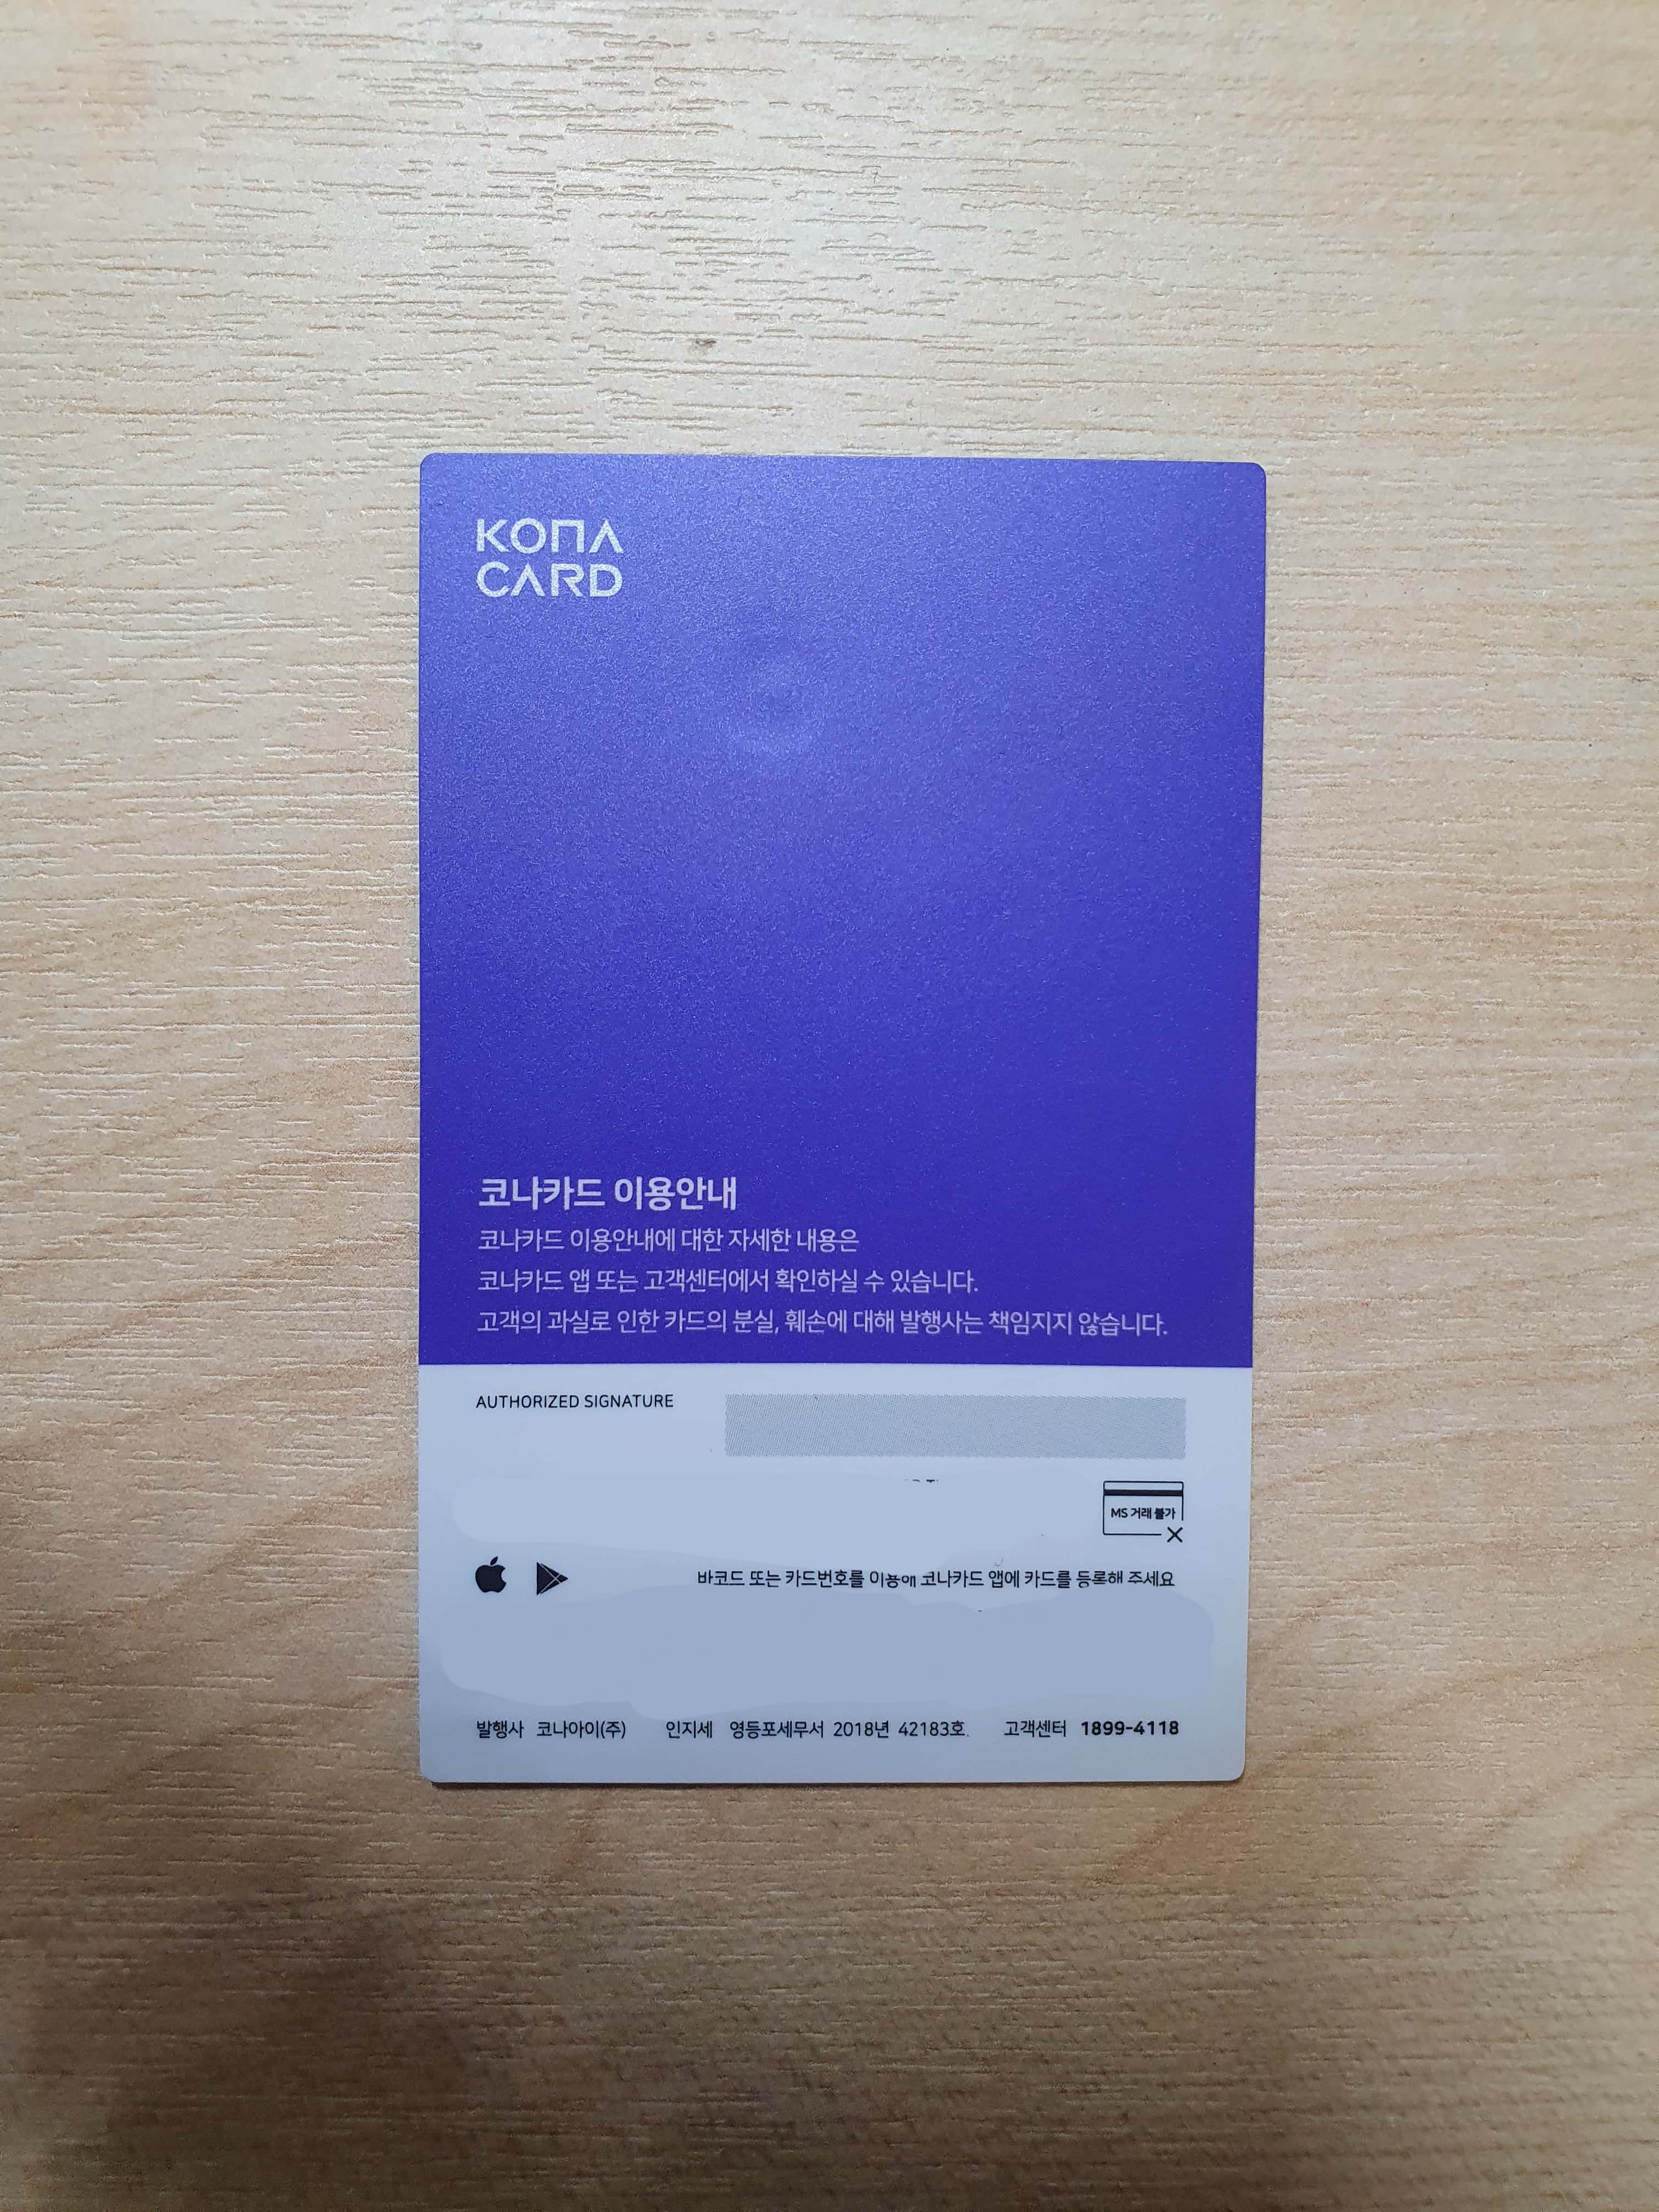 KONA
CARD
코나카드 이용안내
코나카드 이용안내에 대한 자세한 내용은
코나카드 앱 또는 고객센터에서 확인하실 수 있습니다.
고객의 과실로 인한 카드의 분실, 훼손에 대해 발행사는 책임지지 않습니다.
AUTHORIZED SIGNATURE
MS 거래 불가
바코드 또는 카드번호를 이용해 코나카드 앱에 카드를 등록해 주세요
발행사 코나아이(주) 인지세 영등포세무서 2018년 42183호. 고객센터 1899-4118